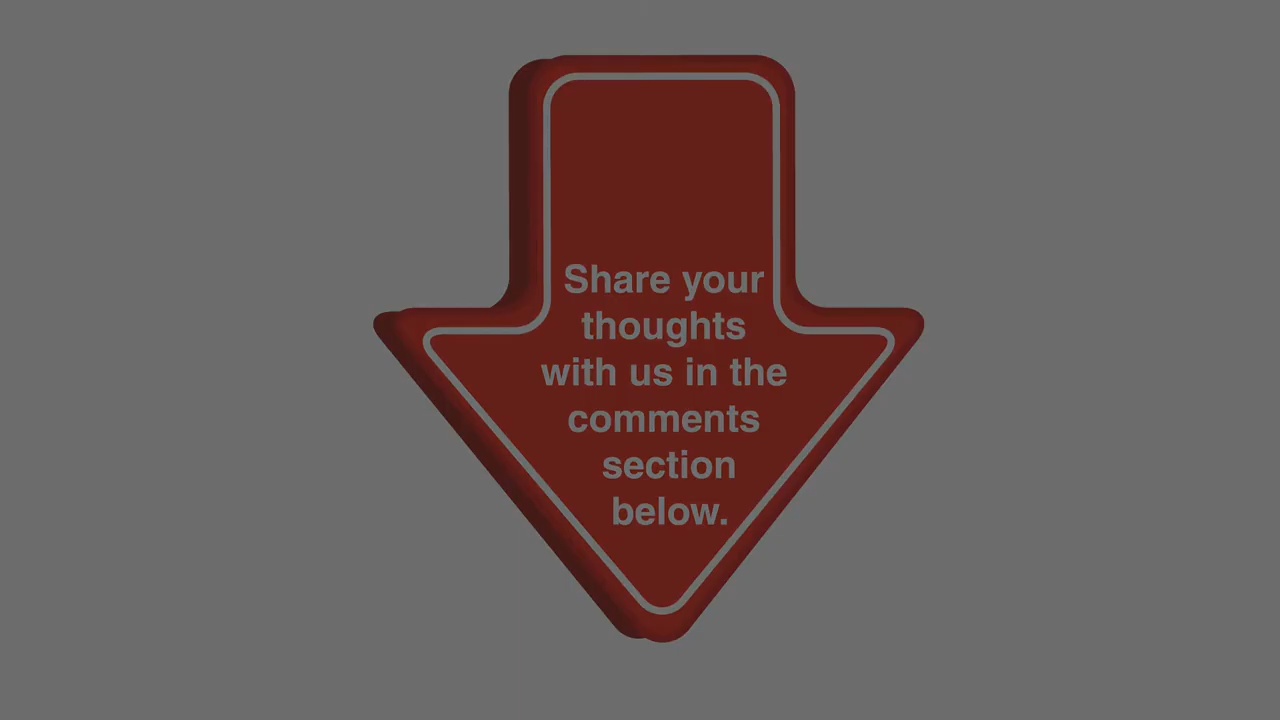 Share your
thoughts
with us in the
comments
section
below.